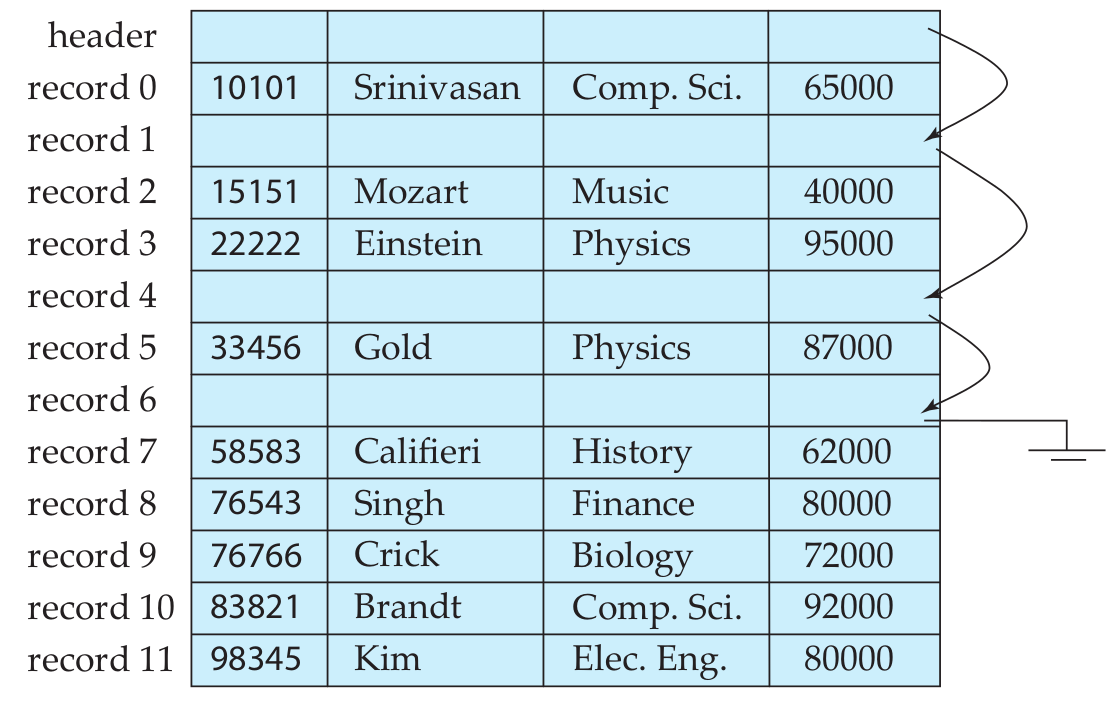 header
record 0 10101 Srinivasan Comp. Sci. 65000
record 1
record 2 15151 Mozart Music 40000
record 3 22222 Einstein Physics 95000
record 4
record 5 33456 Gold Physics 87000
record 6
record 7 58583 Califieri History 62000
record 8 76543 Singh Finance 80000
record 9 76766 Crick Biology 72000
record 10 83821 Brandt Comp. Sci. 92000
record 11 98345 Kim Elec. Eng. 80000